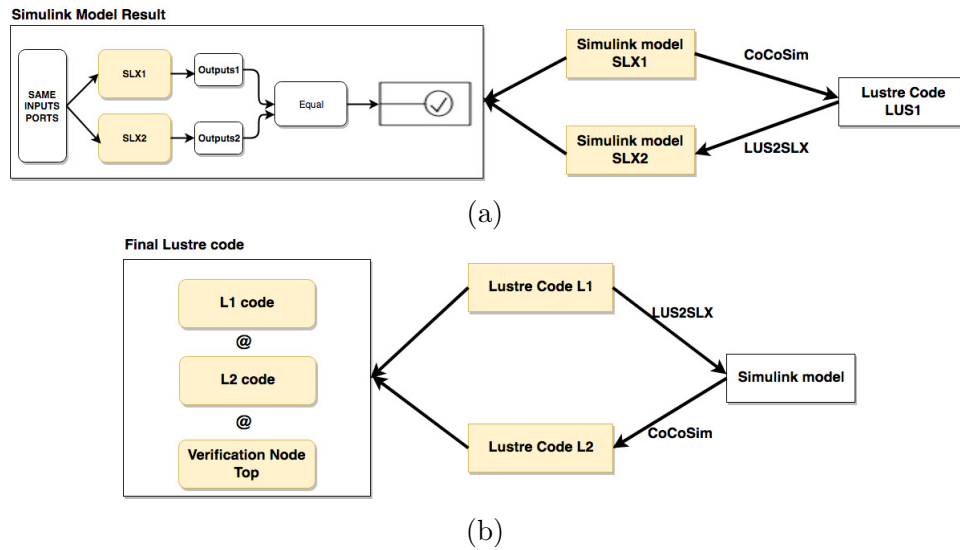 Simulink Model Result
SAME
INPUTS
PORTS
SLX1
SLX2
Outputs1
Outputs2
Equal
Simulink model
SLX1
Simulink model
SLX2
CoCoSim
LUS2SLX
Lustre Code
LUS1
(a)
Final Lustre code
L1 code
@
L2 code
@
Verification Node
Top
Lustre Code L1
Lustre Code L2
LUS2SLX
CoCoSim
Simulink model
(b)